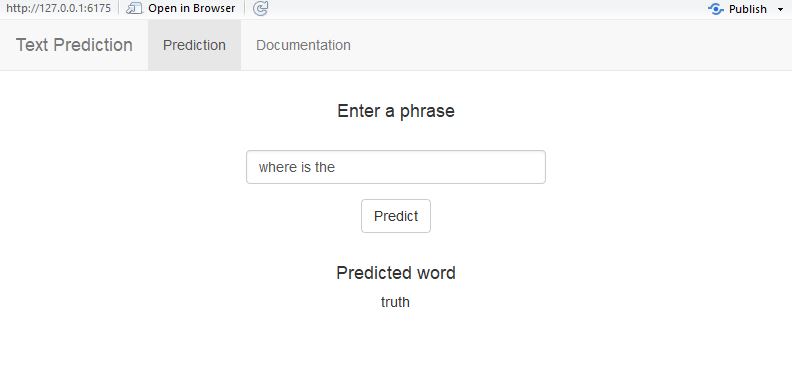 http://127.0.0.1:6175 Open in Browser Publish
Text Prediction Prediction Documentation
Enter a phrase
where is the
Predict
Predicted word
truth